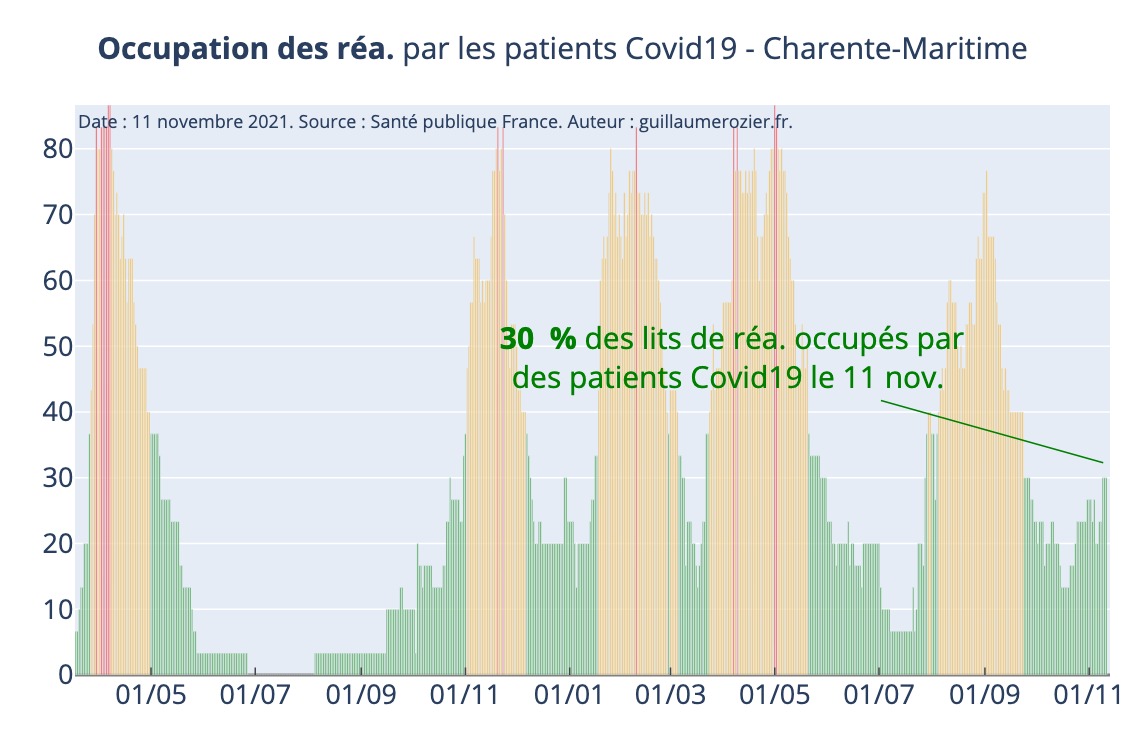 Occupation des réa. par les patients Covid19 - Charente-Maritime
Date : 11 novembre 2021. Source : Santé publique France. Auteur : guillaumerozier.fr.
80
70
60
50
40
30
20
10
0
30  % des lits de réa. occupés par
des patients Covid19 le 11 nov.
01/05 01/07 01/09 01/11 01/01 01/03 01/05 01/07 01/09 01/11